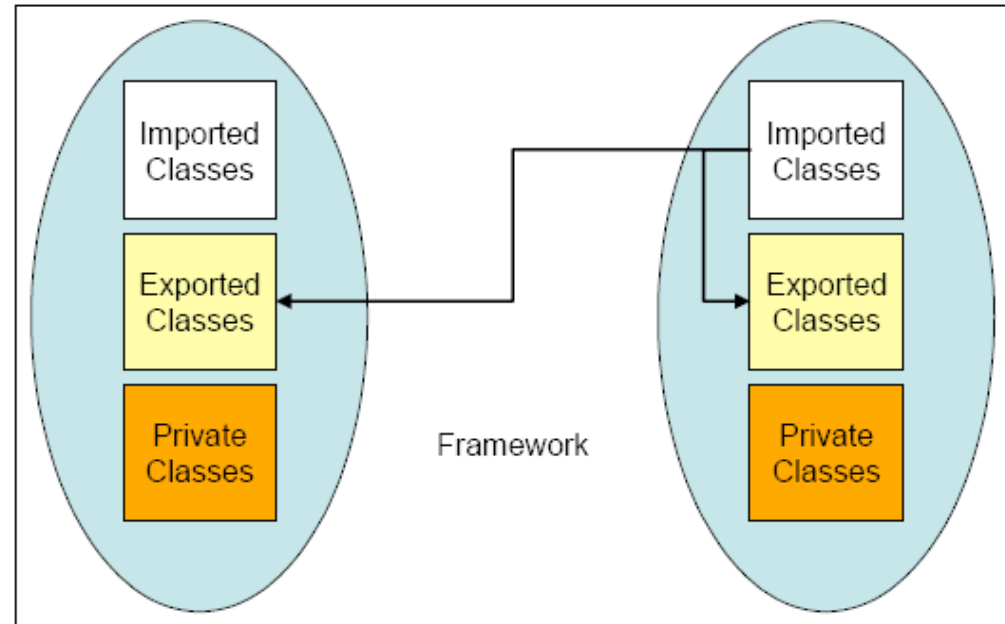 Imported
Classes
Exported
Classes
Private
Classes
Framework
Imported
Classes
Exported
Classes
Private
Classes